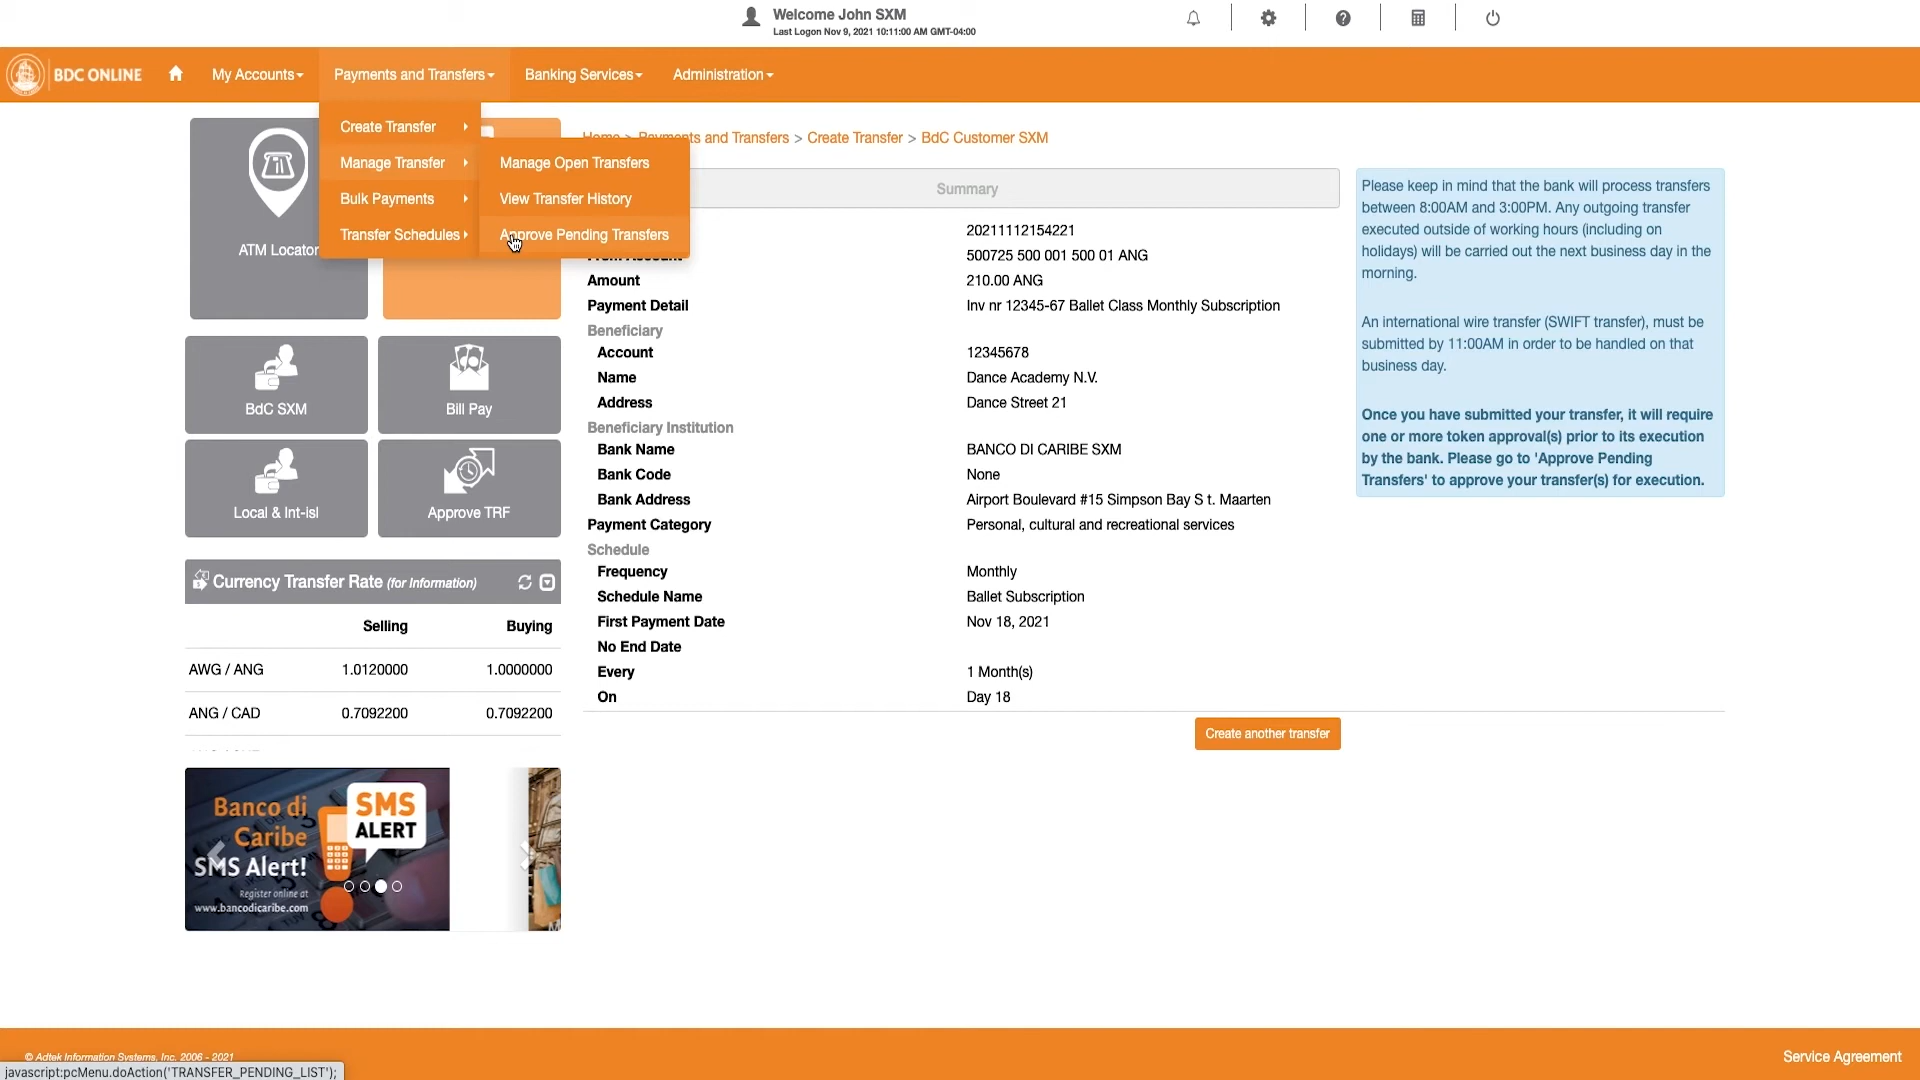 Welcome John SXM
Last Logon Nov 9, 2021 10:11:00 AM GMT-04:00
BDC ONLINE
My Accounts
Payments and Transfers
Banking Services
Administration
Create Transfer
Manage Transfer
Bulk Payments
Transfer Schedules
Manage Open Transfers
View Transfer History
Approve Pending Transfers
ATM Locator
Home > Payments and Transfers > Create Transfer > BdC Customer SXM
Summary
20211112154221
From Account 500725 500 001 500 01 ANG
Amount 210.00 ANG
Payment Detail Inv nr 12345-67 Ballet Class Monthly Subscription
Beneficiary
Account 12345678
Name Dance Academy N.V.
Address Dance Street 21
Beneficiary Institution
Bank Name BANCO DI CARIBE SXM
Bank Code None
Bank Address Airport Boulevard #15 Simpson Bay S t. Maarten
Payment Category Personal, cultural and recreational services
Schedule
Frequency Monthly
Schedule Name Ballet Subscription
First Payment Date Nov 18, 2021
No End Date
Every 1 Month(s)
On Day 18
Create another transfer
Please keep in mind that the bank will process transfers
between 8:00AM and 3:00PM. Any outgoing transfer
executed outside of working hours (including on
holidays) will be carried out the next business day in the
morning.
An international wire transfer (SWIFT transfer), must be
submitted by 11:00AM in order to be handled on that
business day.
Once you have submitted your transfer, it will require
one or more token approval(s) prior to its execution
by the bank. Please go to 'Approve Pending
Transfers' to approve your transfer(s) for execution.
BdC SXM
Bill Pay
Local & Int-isl
Approve TRF
Currency Transfer Rate (for Information)
Selling Buying
AWG / ANG 1.0120000 1.0000000
ANG / CAD 0.7092200 0.7092200
Banco di
Caribe
SMS Alert!
Register online at
www.bancodicaribe.com
SMS
ALERT
© Adtek Information Systems, Inc. 2006 - 2021
Service Agreement
javascript:pcMenu.doAction('TRANSFER_PENDING_LIST');